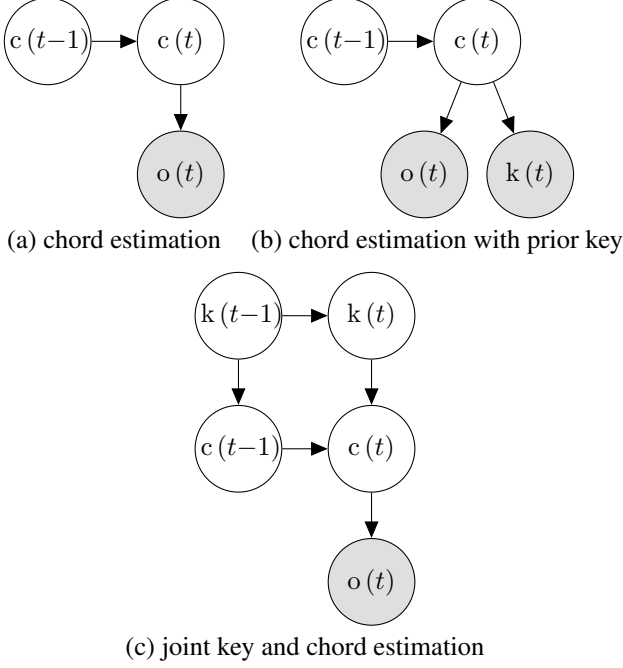 c (t−1) c (t) c (t−1) c (t)
o (t) o (t) k (t)
(a) chord estimation (b) chord estimation with prior key
k (t−1) k (t)
c (t−1) c (t)
o (t)
(c) joint key and chord estimation